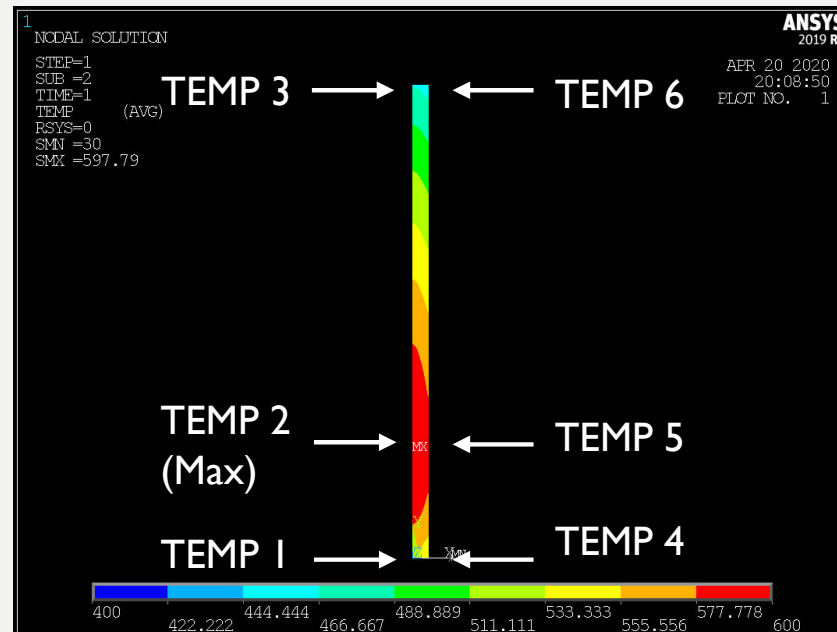 1
NODAL SOLUTION
STEP=1
SUB =2
TIME=1
TEMP (AVG)
RSYS=0
SMN =30
SMX =597.79
ANSYS
2019 R
APR 20 2020
20:08:50
PLOT NO. 1
TEMP 3
TEMP 6
TEMP 2
(Max)
MX
TEMP 5
TEMP 1
Y
Z
X
MN
TEMP 4
400 444.444 488.889 533.333 577.778
422.222 466.667 511.111 555.556 600